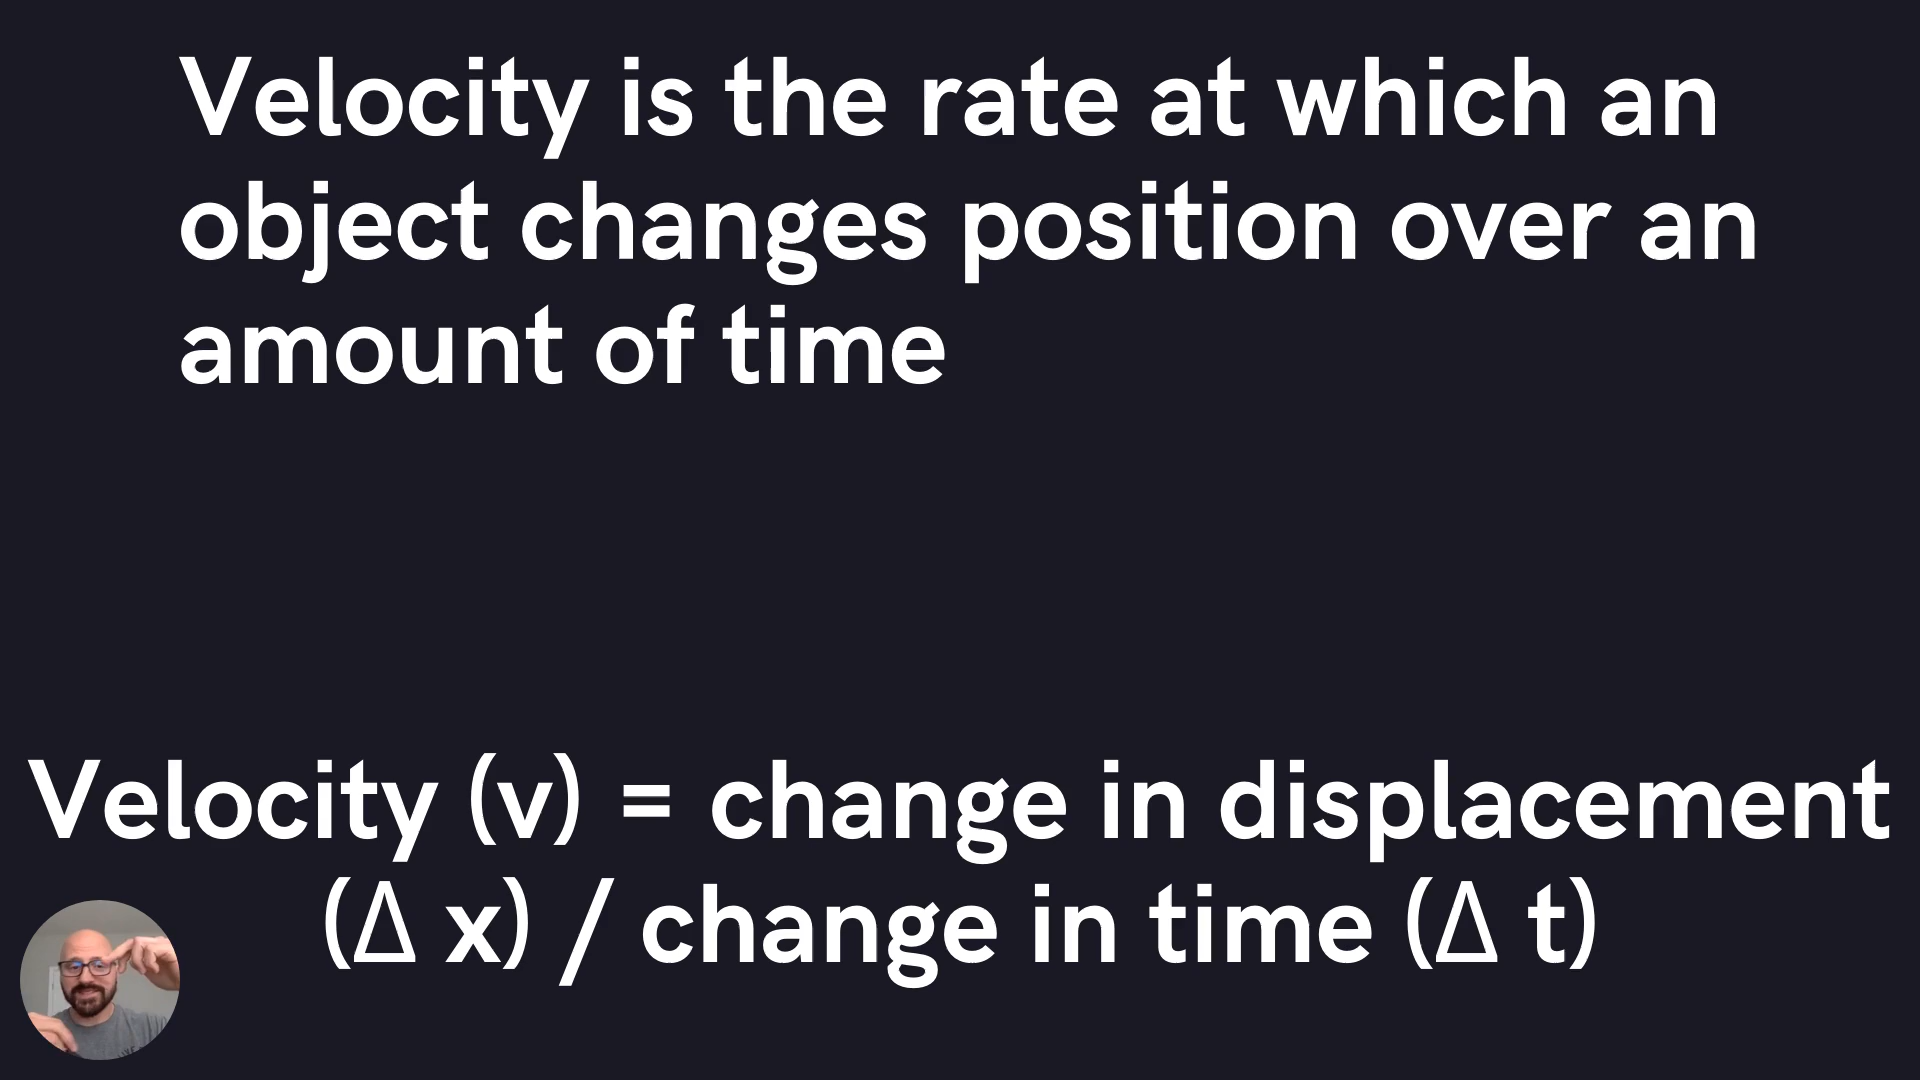 Velocity is the rate at which an
object changes position over an
amount of time
Velocity (v) = change in displacement
(Δ x) / change in time (Δ t)